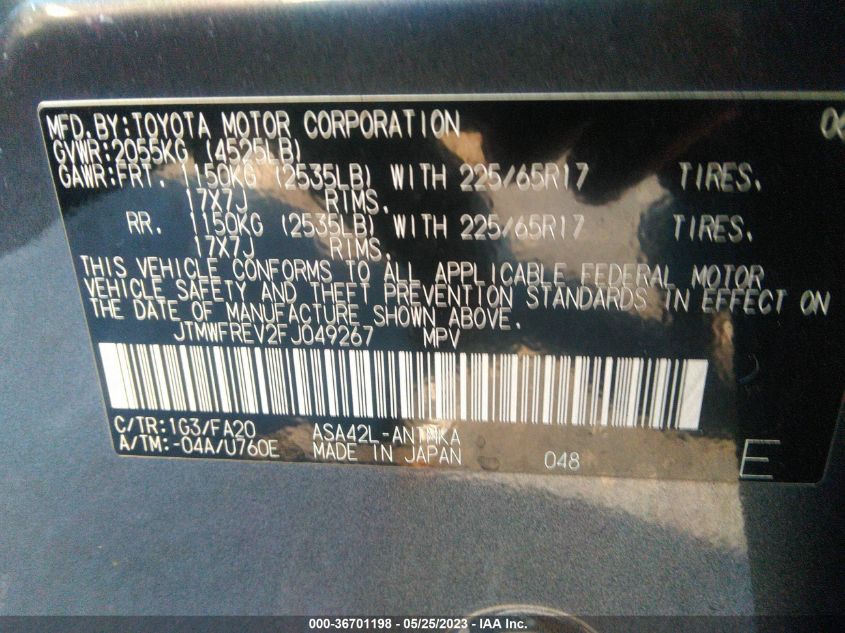 MFD.BY:TOYOTA MOTOR CORPORATION 06
GVWR:2055KG (4525LB)
GAWR:FRT. 1150KG (2535LB) WITH 225/65R17 TIRES.
17X7J RIMS.
RR. 1150KG (2535LB) WITH 225/65R17 TIRES.
17X7J RIMS.
THIS VEHICLE CONFORMS TO ALL APPLICABLE FEDERAL MOTOR
VEHICLE SAFETY AND THEFT PREVENTION STANDARDS IN EFFECT ON
THE DATE OF MANUFACTURE SHOWN ABOVE.
JTMWFREV2FJ049267 MPV
C/TR:1G3/FA20 ASA42L-ANTMKA
A/TM:-04A/U760E MADE IN JAPAN 048 E
000-36701198 - 05/25/2023 - IAA Inc.